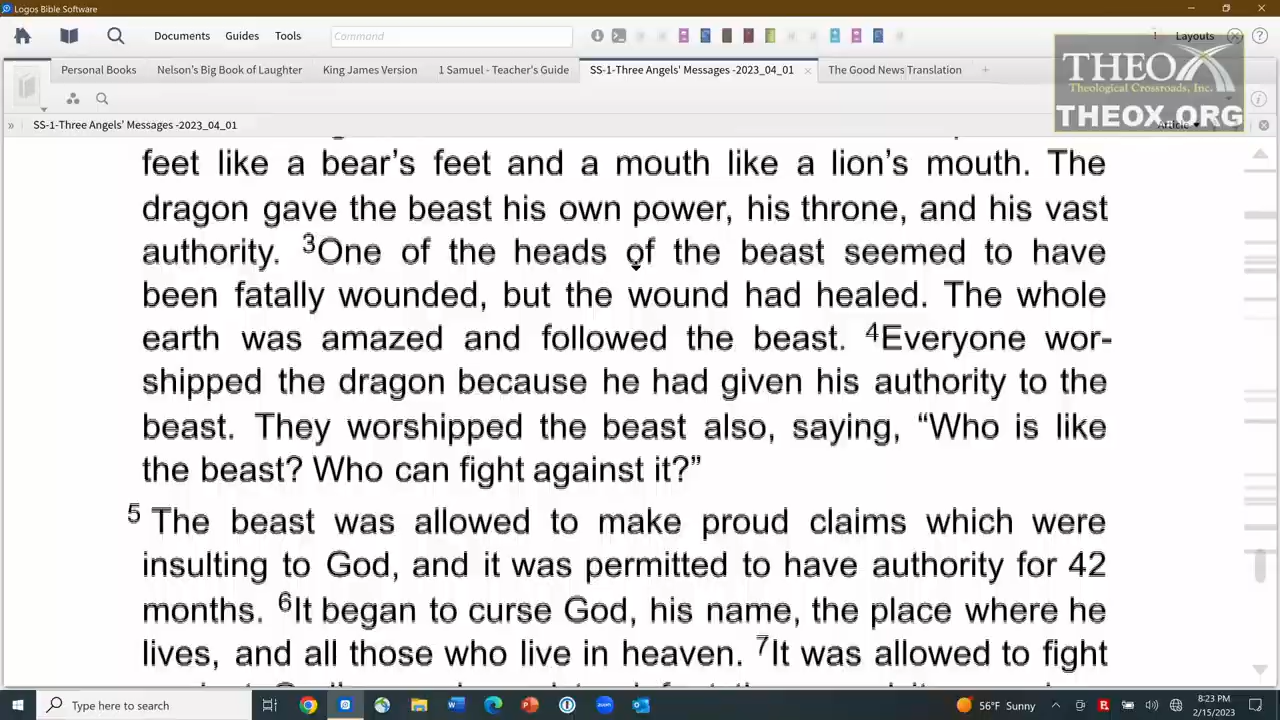 Logos Bible Software
Documents Guides Tools Command Layouts
Personal Books Nelson's Big Book of Laughter King James Vers 1 Samuel - Teacher's Guide SS-1-Three Angels' Messages -2023_04_01 The Good News Translation
THEOX
Theological Crossroads, Inc.
THEOX.ORG
SS-1-Three Angels' Messages -2023_04_01 Article
feet like a bear’s feet and a mouth like a lion’s mouth. The
dragon gave the beast his own power, his throne, and his vast
authority. 3One of the heads of the beast seemed to have
been fatally wounded, but the wound had healed. The whole
earth was amazed and followed the beast. 4Everyone wor-
shipped the dragon because he had given his authority to the
beast. They worshipped the beast also, saying, “Who is like
the beast? Who can fight against it?”
5 The beast was allowed to make proud claims which were
insulting to God, and it was permitted to have authority for 42
months. 6It began to curse God, his name, the place where he
lives, and all those who live in heaven. 7It was allowed to fight
Type here to search
56°F Sunny
8:23 PM
2/15/2023